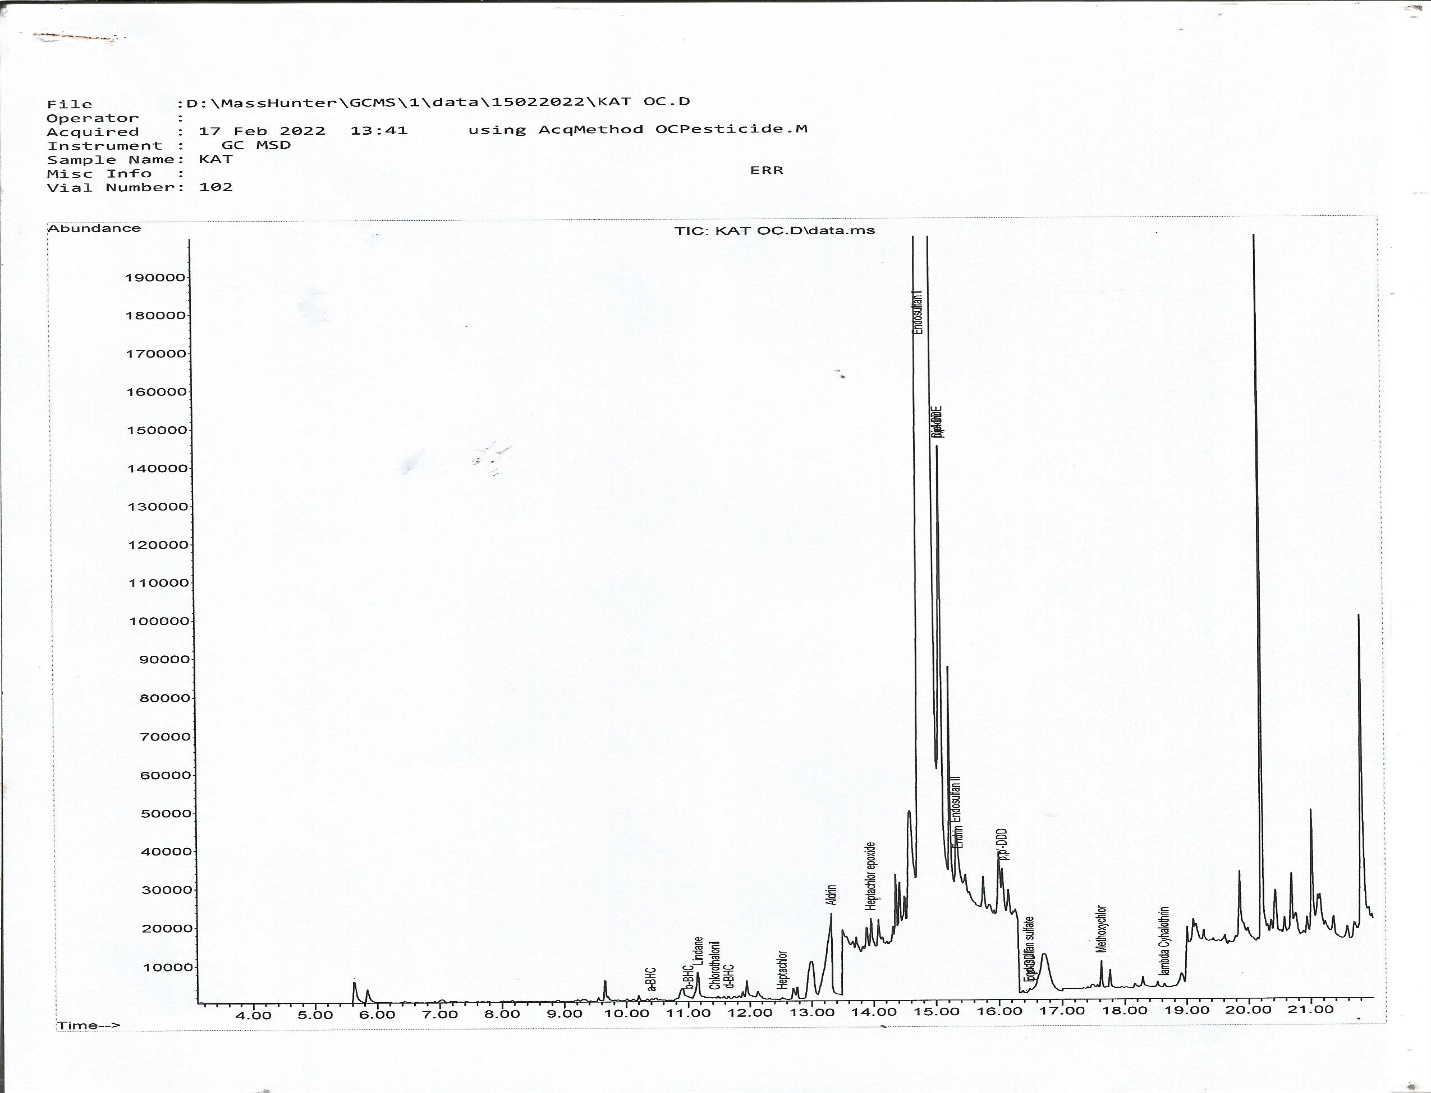 File :D:\MassHunter\GCMS\1\data\15022022\KAT OC.D
Operator :
Acquired : 17 Feb 2022 13:41 using AcqMethod OCPesticide.M
Instrument : GC MSD
Sample Name: KAT
Misc Info : ERR
Vial Number: 102
Abundance
TIC: KAT OC.D\data.ms
190000
180000
170000
160000
150000
140000
130000
120000
110000
100000
90000
80000
70000
60000
50000
40000
30000
20000
10000
a-BHC
b-BHC
Lindane
Chlorothalonil
d-BHC
Heptachlor
Aldrin
Heptachlor epoxide
Endosulfan I
Endrin
Endosulfan II
p,p'-DDD
sulfate
Methoxychlor
lambda Cyhalothrin
4.00 5.00 6.00 7.00 8.00 9.00 10.00 11.00 12.00 13.00 14.00 15.00 16.00 17.00 18.00 19.00 20.00 21.00
Time-->